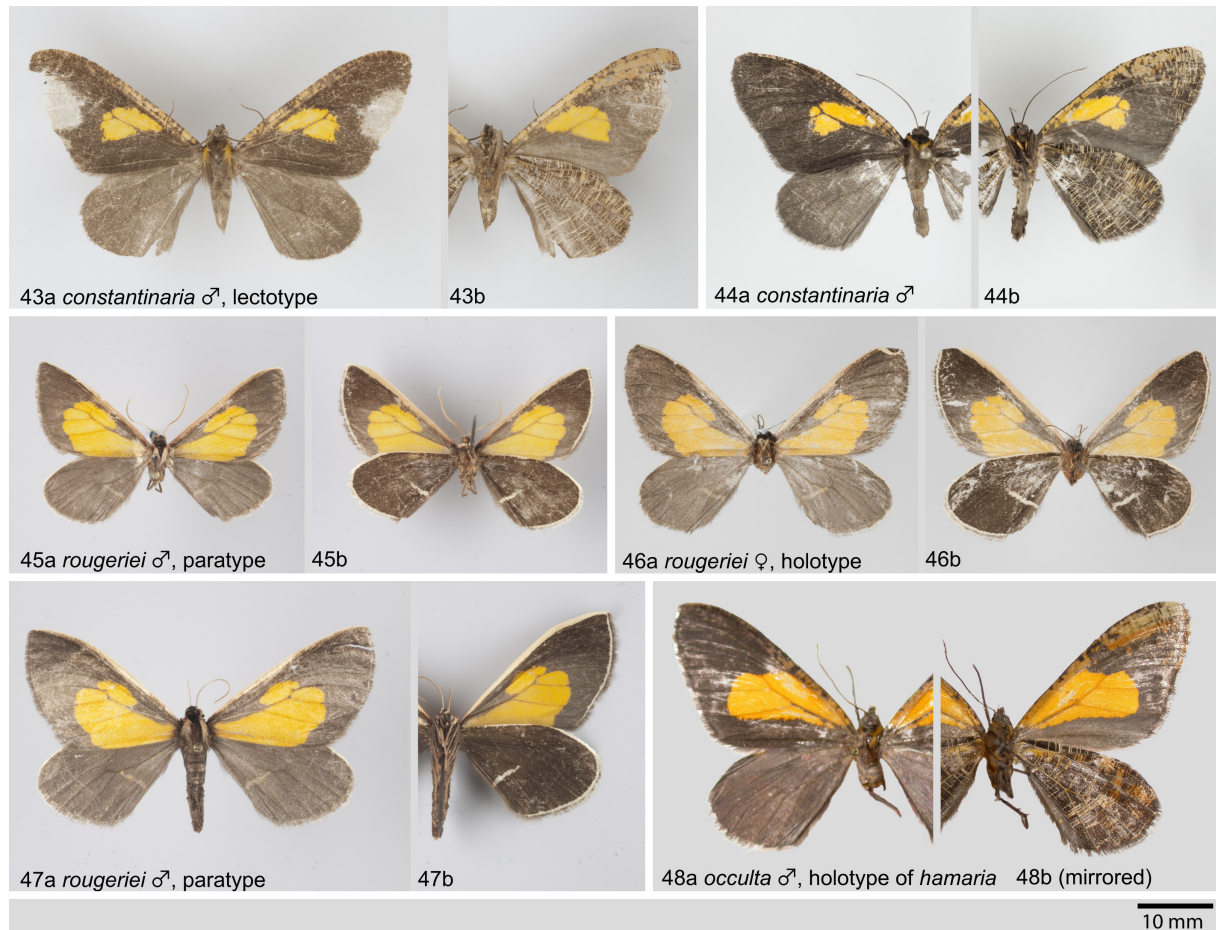 43a constantinaria ♂, lectotype
43b
44a constantinaria ♂
44b
45a rougeriei ♂, paratype
45b
46a rougeriei ♀, holotype
46b
47a rougeriei ♂, paratype
47b
48a occulta ♂, holotype of hamaria
48b (mirrored)
10 mm